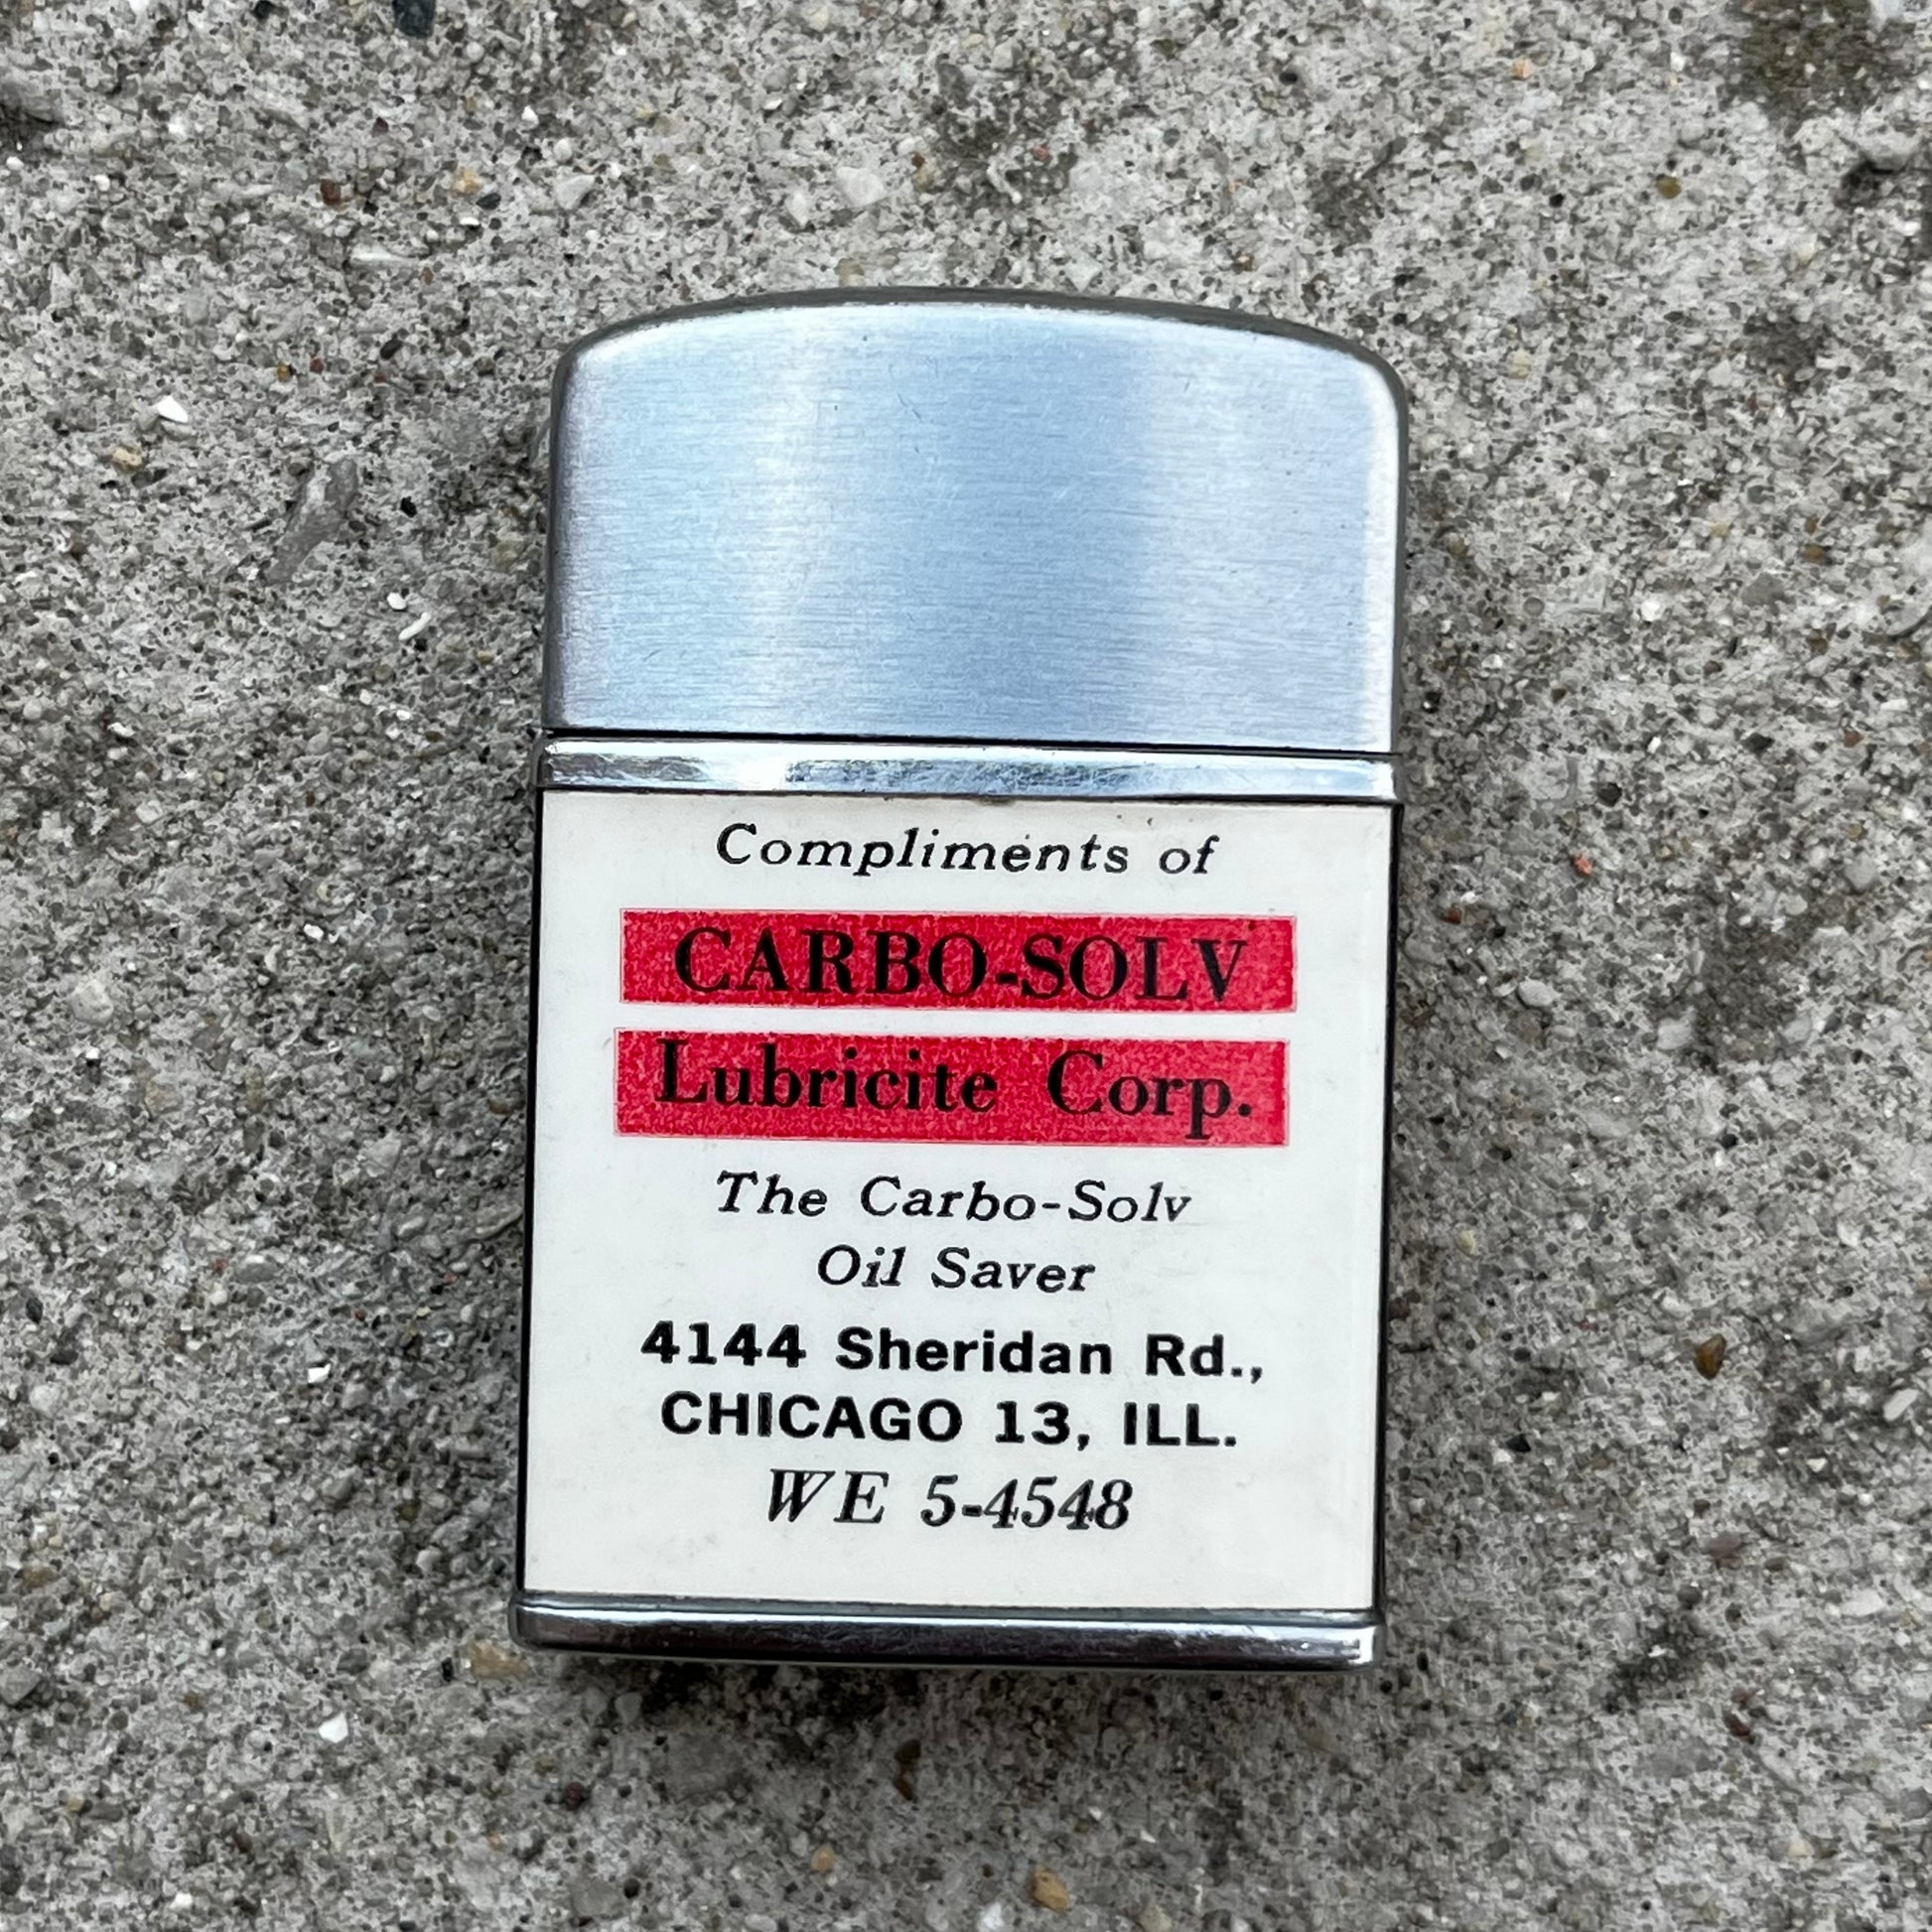 Compliments of
CARBO-SOLV
Lubricite Corp.
The Carbo-Solv
Oil Saver
4144 Sheridan Rd.,
CHICAGO 13, ILL.
WE 5-4548